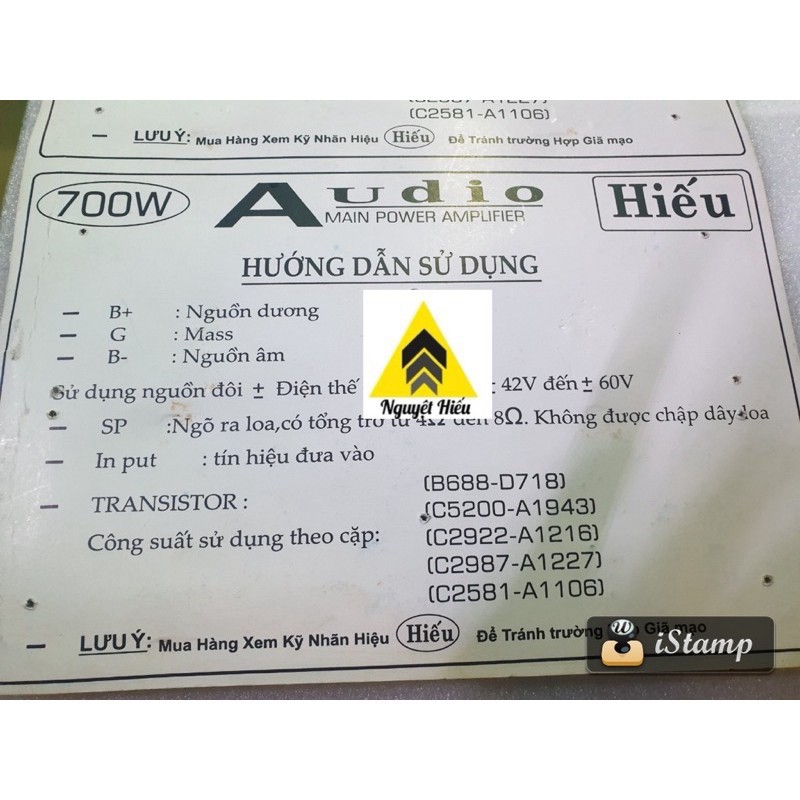 (C2581-A1106)
– LƯU Ý: Mua Hàng Xem Kỹ Nhãn Hiệu Hiếu Để Tránh trường Hợp Giã mạo
700W Audio Hiếu
MAIN POWER AMPLIFIER
HƯỚNG DẪN SỬ DỤNG
– B+ : Nguồn dương
– G : Mass
– B- : Nguồn âm
Sử dụng nguồn đôi ± Điện thế ± 42V đến ± 60V
Nguyệt Hiếu
– SP :Ngõ ra loa,có tổng trở từ 4Ω đến 8Ω. Không được chập dây loa
– In put : tín hiệu đưa vào
– TRANSISTOR :
Công suất sử dụng theo cặp:
(B688-D718)
(C5200-A1943)
(C2922-A1216)
(C2987-A1227)
(C2581-A1106)
– LƯU Ý: Mua Hàng Xem Kỹ Nhãn Hiệu Hiếu Để Tránh trường Giã mạo
iStamp